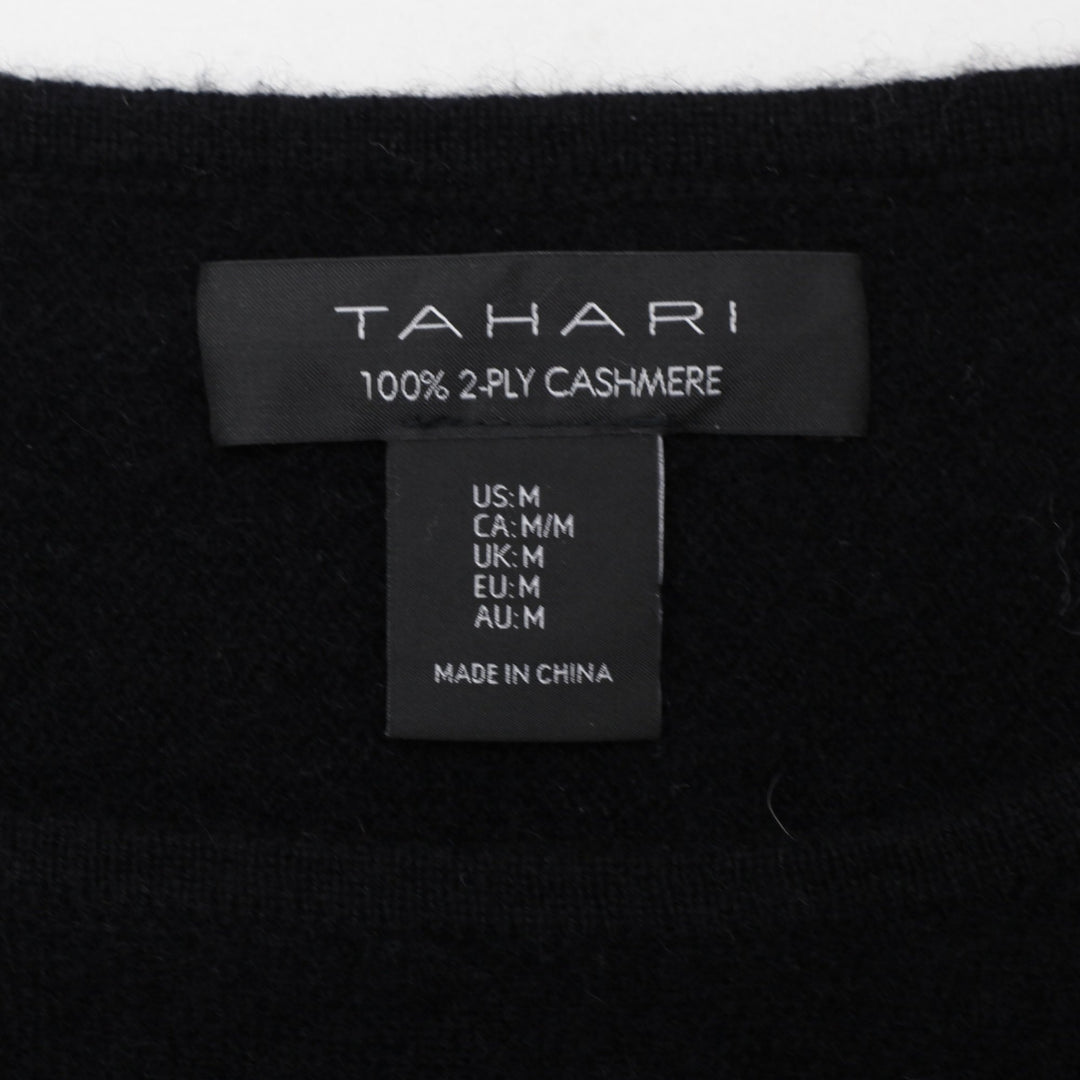 TAHARI
100% 2-PLY CASHMERE
US: M
CA: M/M
UK: M
EU: M
AU: M
MADE IN CHINA